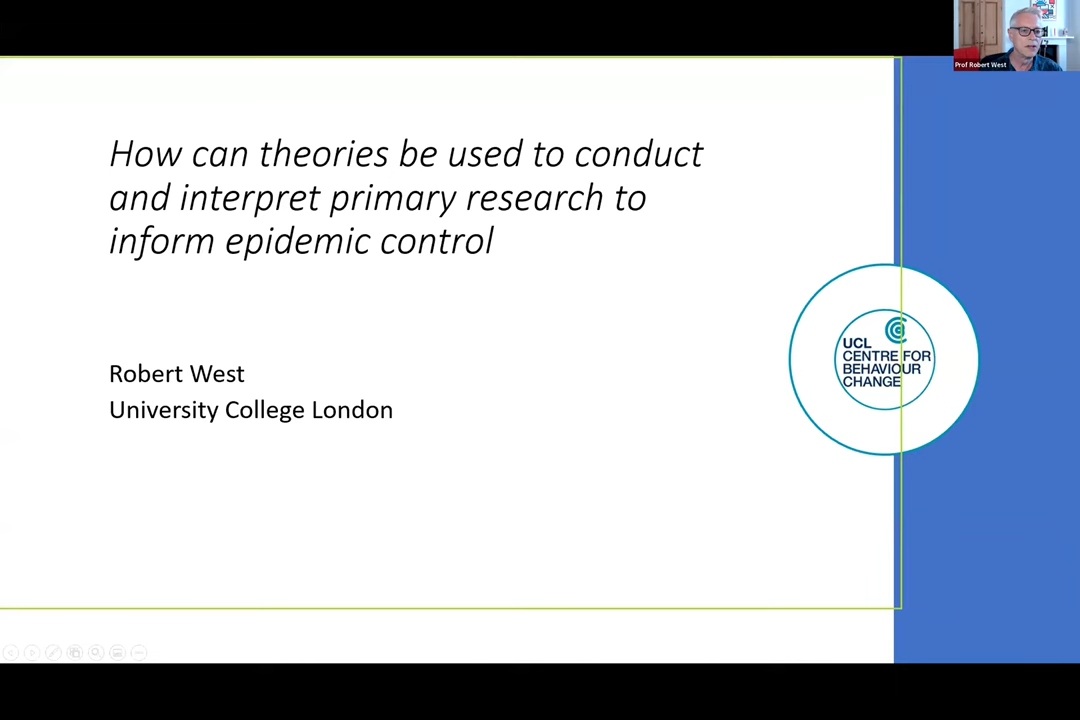 Prof Robert West
How can theories be used to conduct
and interpret primary research to
inform epidemic control
Robert West
University College London
UCL
CENTRE FOR
BEHAVIOUR
CHANGE